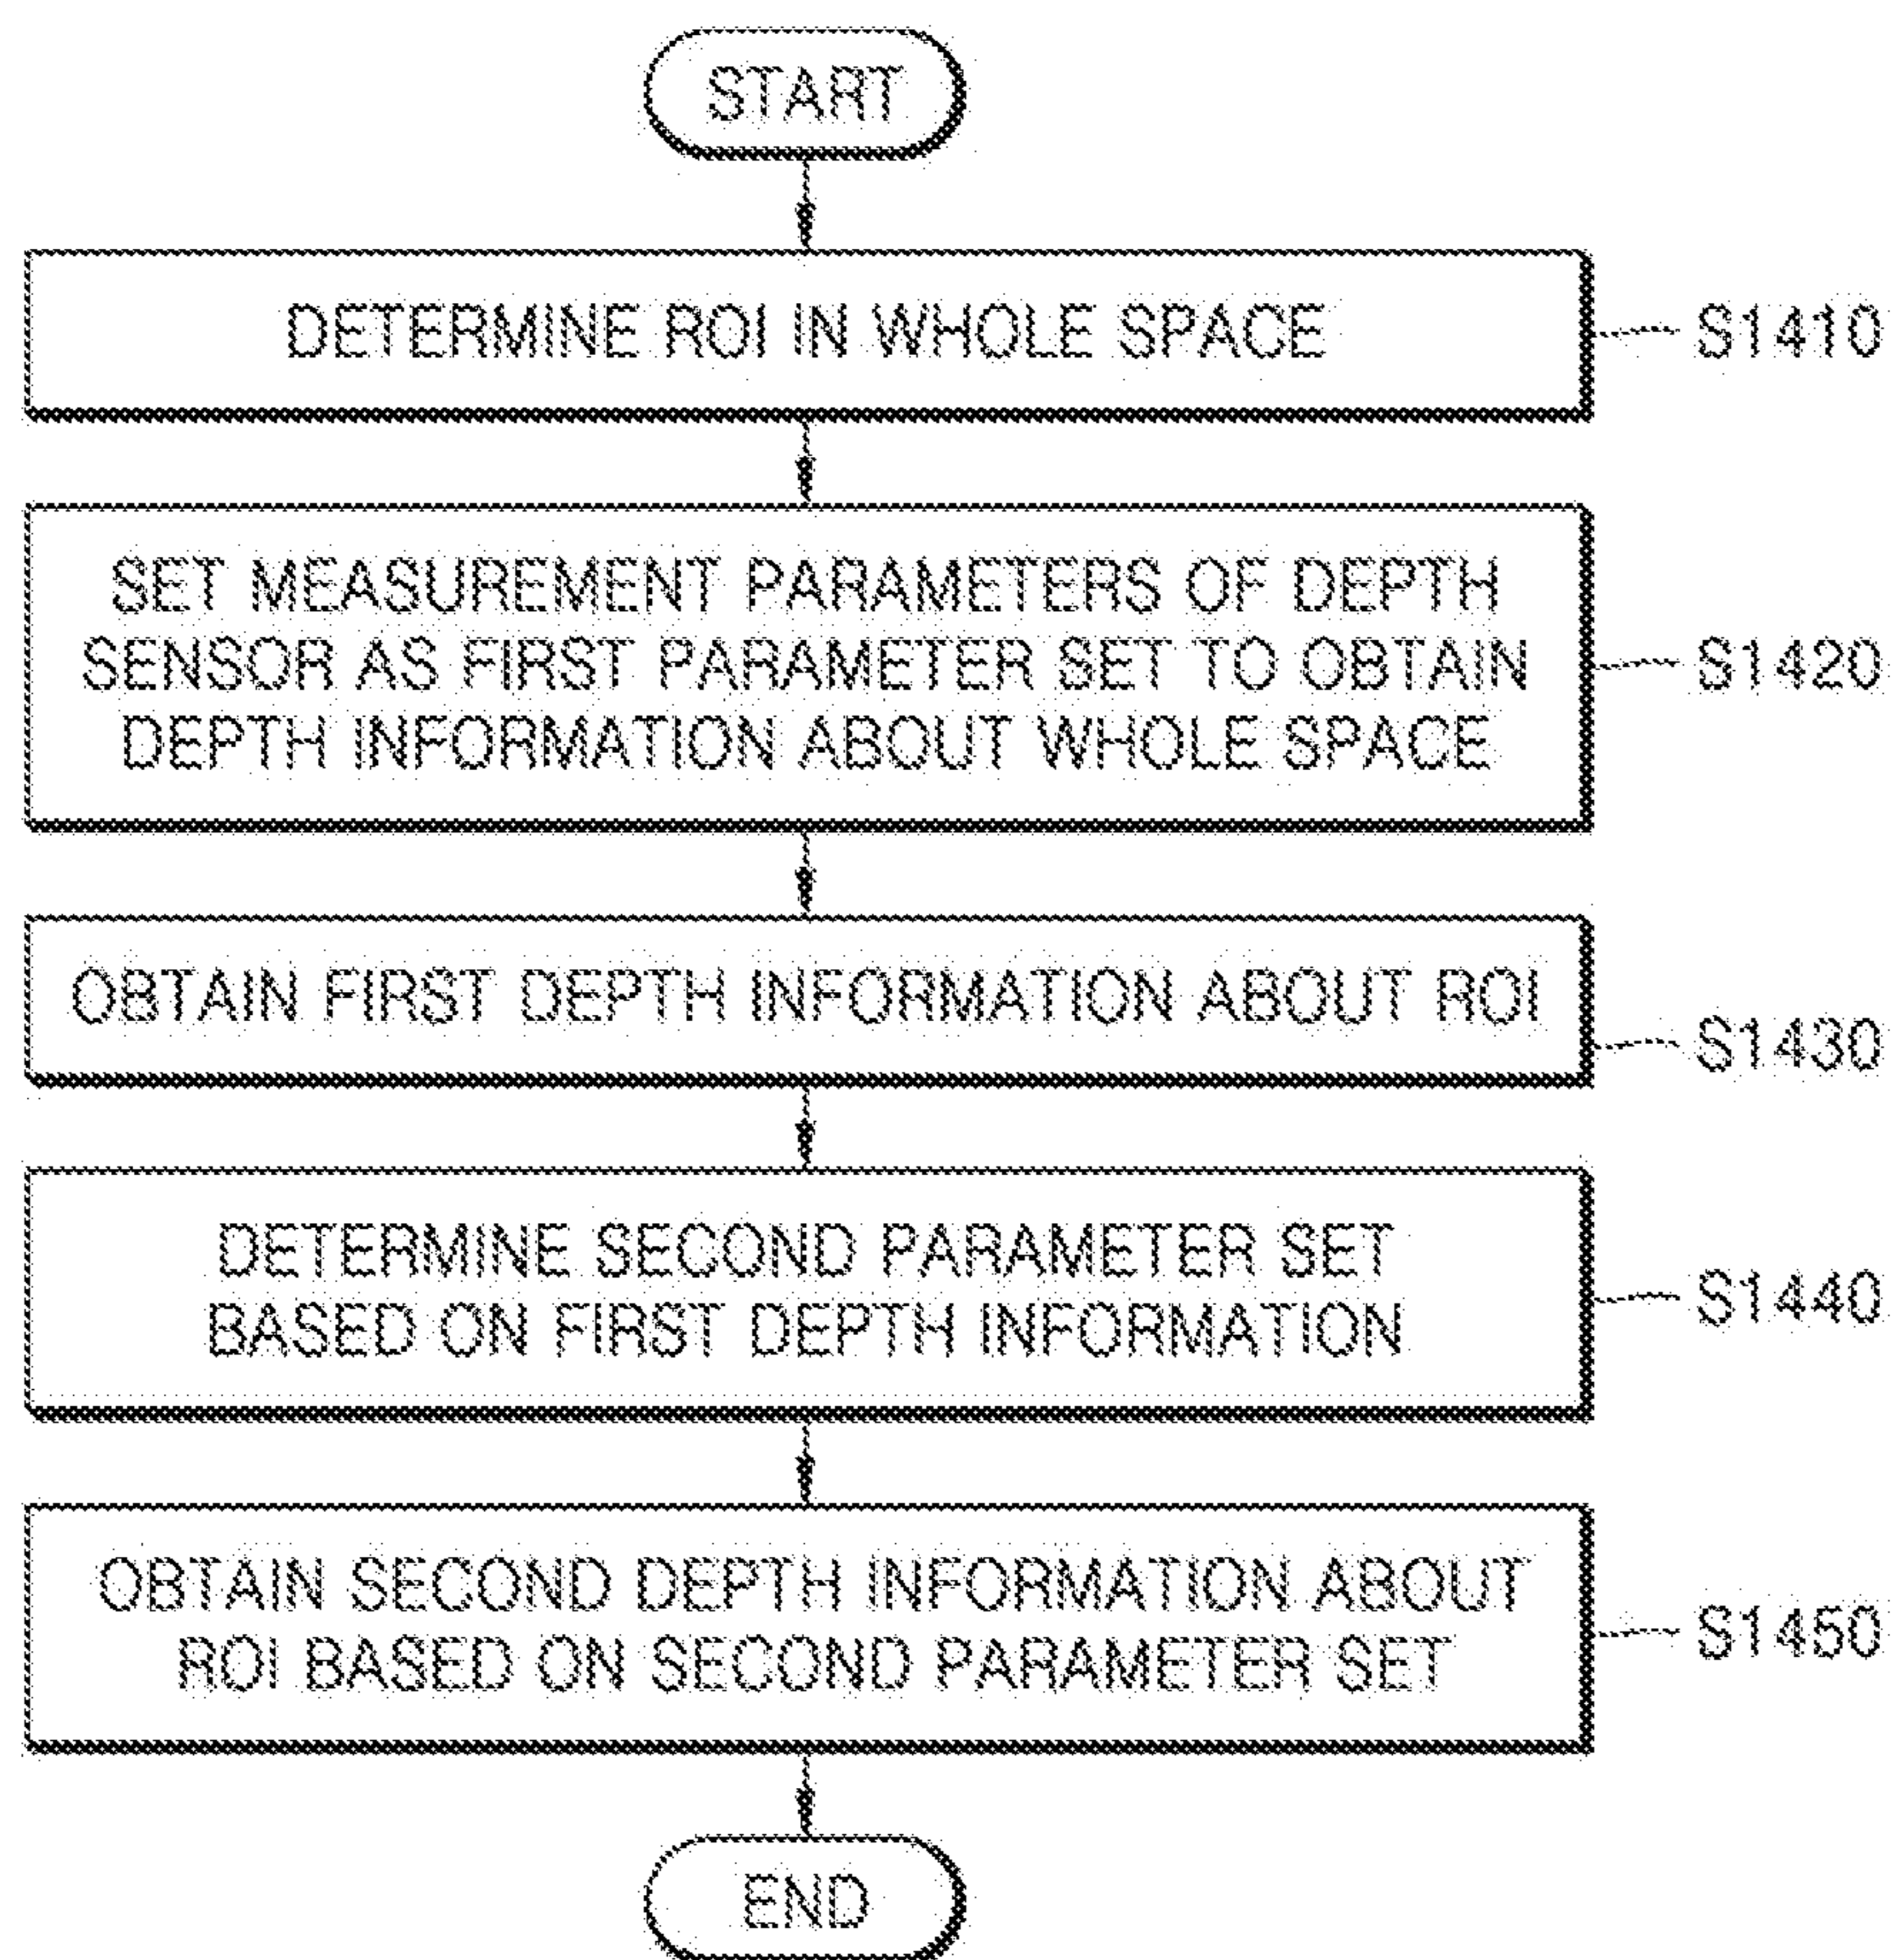 START
DETERMINE ROI IN WHOLE SPACE
S1410
SET MEASUREMENT PARAMETERS OF DEPTH
SENSOR AS FIRST PARAMETER SET TO OBTAIN
DEPTH INFORMATION ABOUT WHOLE SPACE
S1420
OBTAIN FIRST DEPTH INFORMATION ABOUT ROI
S1430
DETERMINE SECOND PARAMETER SET
BASED ON FIRST DEPTH INFORMATION
S1440
OBTAIN SECOND DEPTH INFORMATION ABOUT
ROI BASED ON SECOND PARAMETER SET
S1450
END